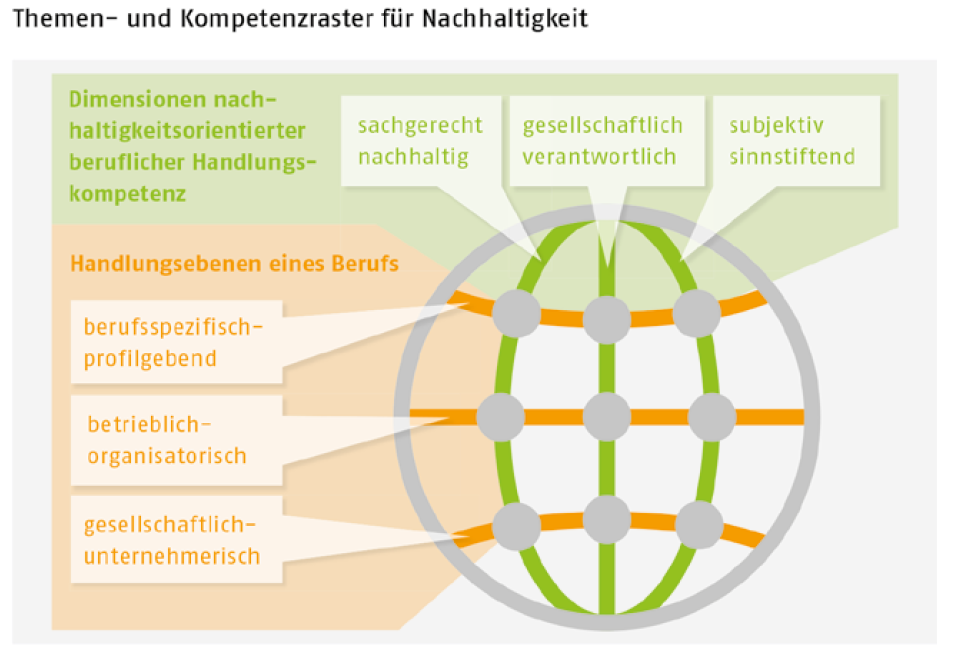 Themen- und Kompetenzraster für Nachhaltigkeit
Dimensionen nach-
haltigkeitsorientierter
beruflicher Handlungs-
kompetenz
sachgerecht
nachhaltig
gesellschaftlich
verantwortlich
subjektiv
sinnstiftend
Handlungsebenen eines Berufs
berufsspezifisch-
profilgebend
betrieblich-
organisatorisch
gesellschaftlich-
unternehmerisch